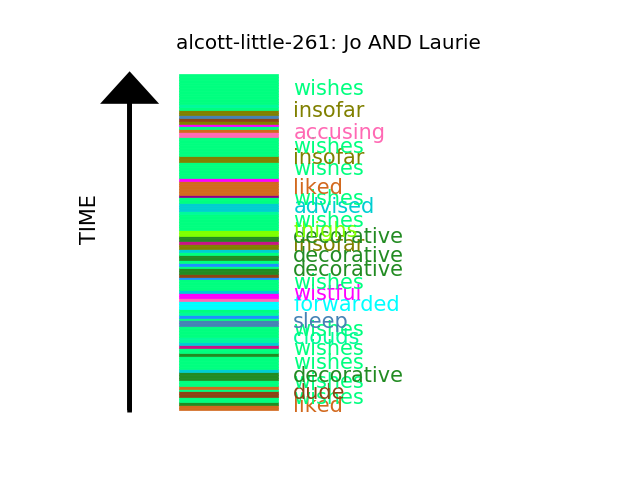 alcott-little-261: Jo AND Laurie
TIME
wishes
insofar
accusing
wishes
insofar
wishes
liked
wishes
advised
wishes
things
decorative
insofar
decorative
decorative
wishes
wistful
forwarded
sleep
wishes
clouds
wishes
wishes
decorative
wishes
dude
wishes
liked